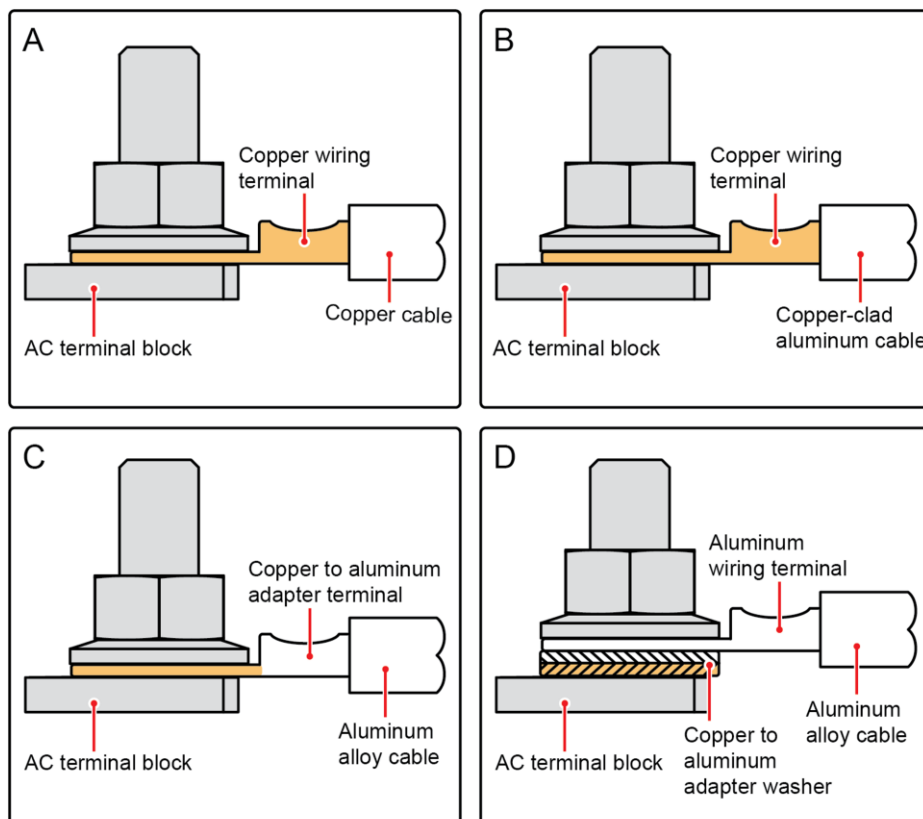 A
Copper wiring
terminal
Copper cable
AC terminal block
B
Copper wiring
terminal
Copper-clad
aluminum cable
AC terminal block
C
Copper to aluminum
adapter terminal
Aluminum
alloy cable
AC terminal block
D
Aluminum
wiring terminal
Aluminum
alloy cable
Copper to
aluminum
adapter washer
AC terminal block